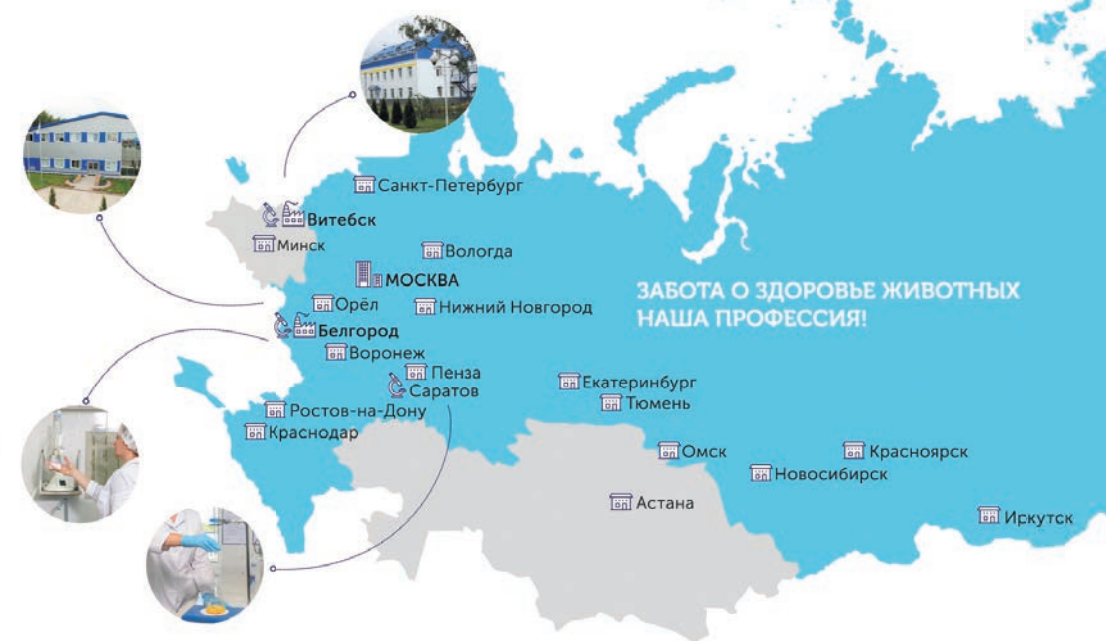 Санкт-Петербург
Витебск
Минск
Вологда
МОСКВА
ЗАБОТА О ЗДОРОВЬЕ ЖИВОТНЫХ
НАША ПРОФЕССИЯ!
Орёл
Нижний Новгород
Белгород
Воронеж
Пенза
Саратов
Екатеринбург
Тюмень
Ростов-на-Дону
Краснодар
Омск
Красноярск
Новосибирск
Астана
Иркутск